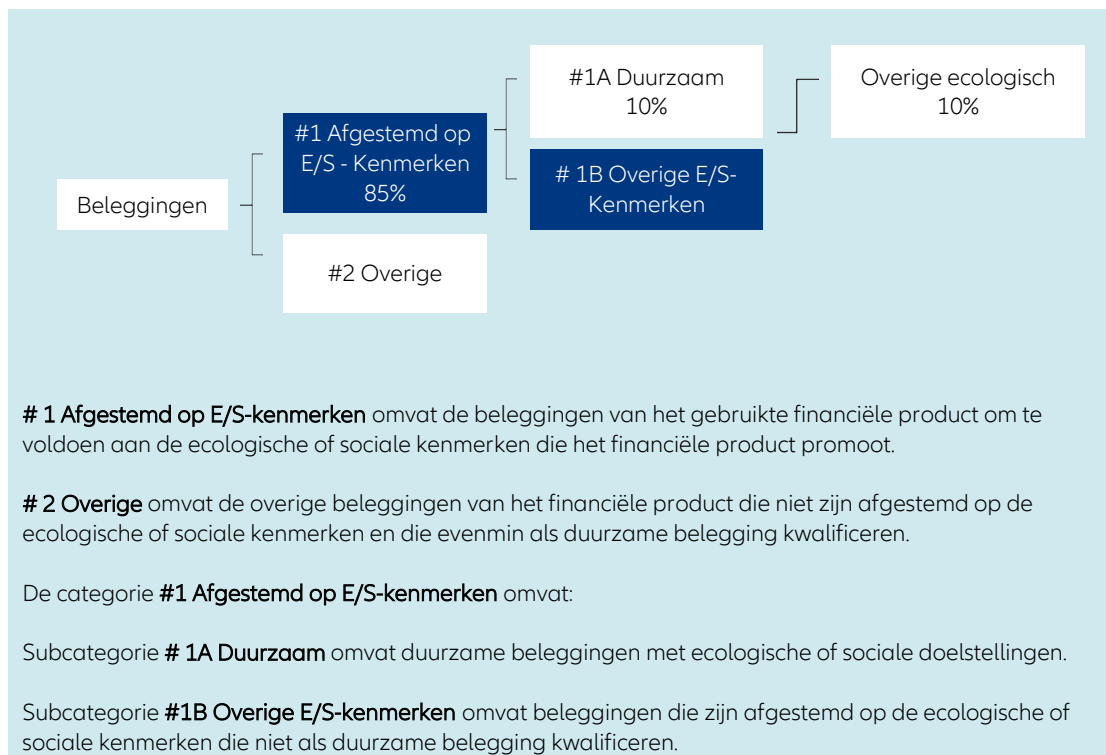 #1A Duurzaam
10%
Overige ecologisch
10%
#1 Afgestemd op
E/S - Kenmerken
85%
# 1B Overige E/S-
Kenmerken
Beleggingen
#2 Overige
# 1 Afgestemd op E/S-kenmerken omvat de beleggingen van het gebruikte financiële product om te
voldoen aan de ecologische of sociale kenmerken die het financiële product promoot.
# 2 Overige omvat de overige beleggingen van het financiële product die niet zijn afgestemd op de
ecologische of sociale kenmerken en die evenmin als duurzame belegging kwalificeren.
De categorie #1 Afgestemd op E/S-kenmerken omvat:
Subcategorie # 1A Duurzaam omvat duurzame beleggingen met ecologische of sociale doelstellingen.
Subcategorie #1B Overige E/S-kenmerken omvat beleggingen die zijn afgestemd op de ecologische of
sociale kenmerken die niet als duurzame belegging kwalificeren.